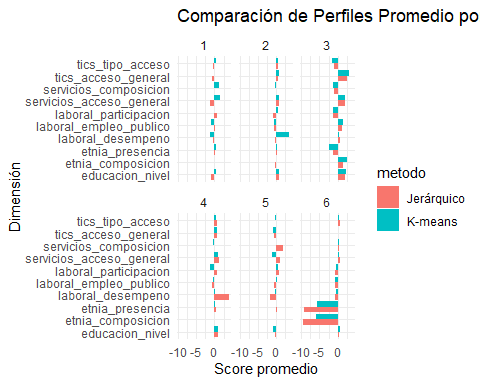 Comparación de Perfiles Promedio po
1 2 3
tics_tipo_acceso
tics_acceso_general
servicios_composicion
servicios_acceso_general
laboral_participacion
laboral_empleo_publico
laboral_desempeno
etnia_presencia
etnia_composicion
educacion_nivel
4 5 6
tics_tipo_acceso
tics_acceso_general
servicios_composicion
servicios_acceso_general
laboral_participacion
laboral_empleo_publico
laboral_desempeno
etnia_presencia
etnia_composicion
educacion_nivel
-10 -5 0 -10 -5 0 -10 -5 0
Score promedio
Dimensión
metodo
Jerárquico
K-means